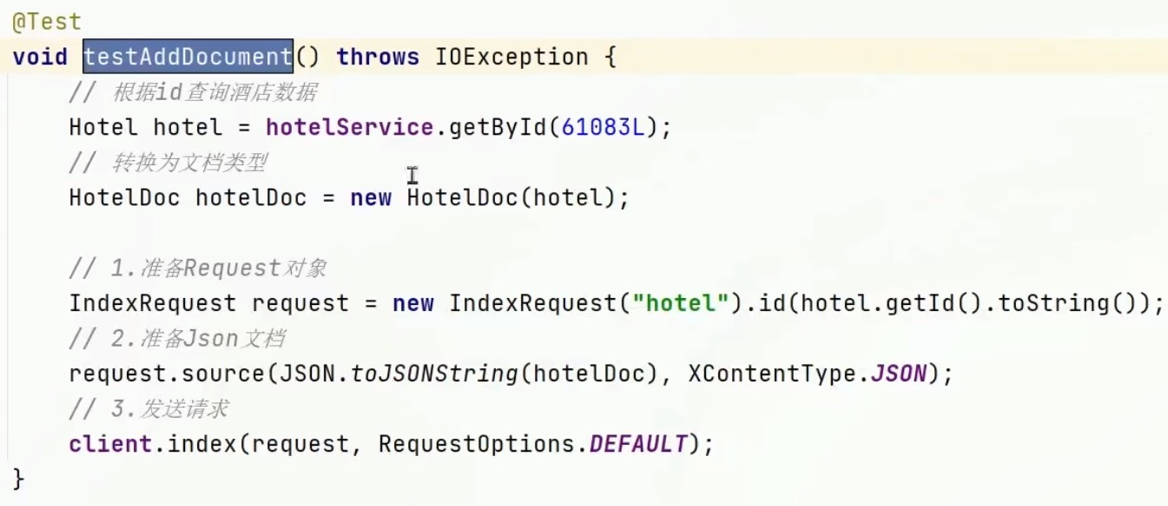 @Test
void testAddDocument() throws IOException {
// 根据id查询酒店数据
Hotel hotel = hotelService.getById(61083L);
// 转换为文档类型
HotelDoc hotelDoc = new HotelDoc(hotel);
// 1.准备Request对象
IndexRequest request = new IndexRequest("hotel").id(hotel.getId().toString());
// 2.准备Json文档
request.source(JSON.toJSONString(hotelDoc), XContentType.JSON);
// 3.发送请求
client.index(request, RequestOptions.DEFAULT);
}